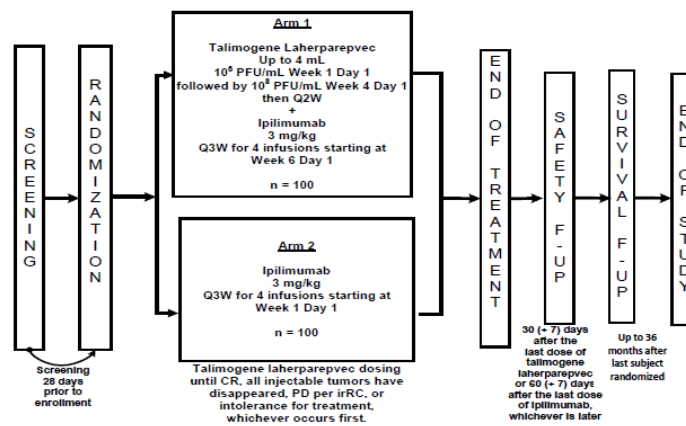 SCREENING
RANDOMIZATION
Arm 1
Talimogene Laherparepvec
Up to 4 mL
10⁶ PFU/mL Week 1 Day 1
followed by 10⁸ PFU/mL Week 4 Day 1
then Q2W
+
Ipilimumab
3 mg/kg
Q3W for 4 infusions starting at
Week 6 Day 1
n = 100
Arm 2
Ipilimumab
3 mg/kg
Q3W for 4 infusions starting at
Week 1 Day 1
n = 100
END OF TREATMENT
SAFETY F-UP
SURVIVAL F-UP
END OF STUDY
Screening
28 days
prior to
enrollment
Talimogene laherparepvec dosing
until CR, all injectable tumors have
disappeared, PD per irRC, or
intolerance for treatment,
whichever occurs first.
30 (+ 7) days
after the
last dose of
talimogene
laherparepvec
or 60 (+ 7) days
after the last dose
of ipilimumab,
whichever is later
Up to 36
months after
last subject
randomized